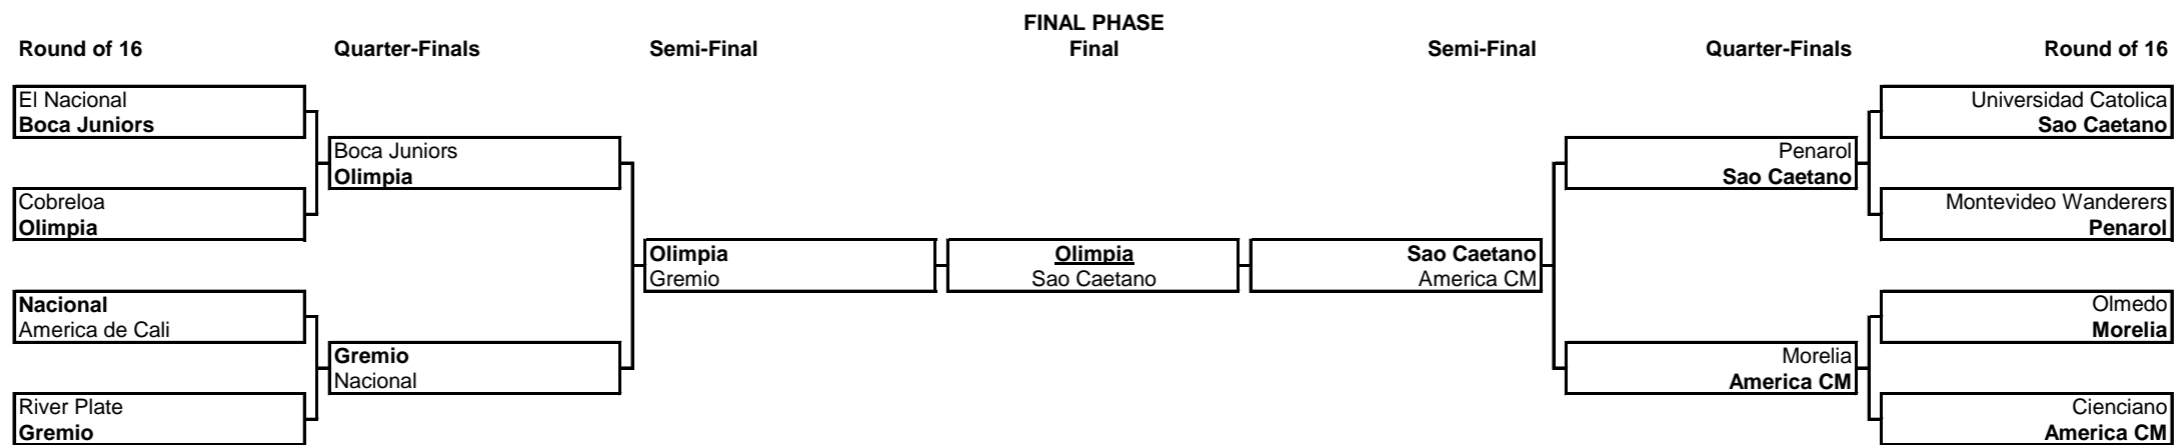 FINAL PHASE
Round of 16 Quarter-Finals Semi-Final Final Semi-Final Quarter-Finals Round of 16
El Nacional Universidad Catolica
Boca Juniors Sao Caetano
Boca Juniors Penarol
Olimpia Sao Caetano
Cobreloa Montevideo Wanderers
Olimpia Penarol
Olimpia Olimpia Sao Caetano
Gremio Sao Caetano America CM
Nacional Olmedo
America de Cali Morelia
Gremio Morelia
Nacional America CM
River Plate Cienciano
Gremio America CM